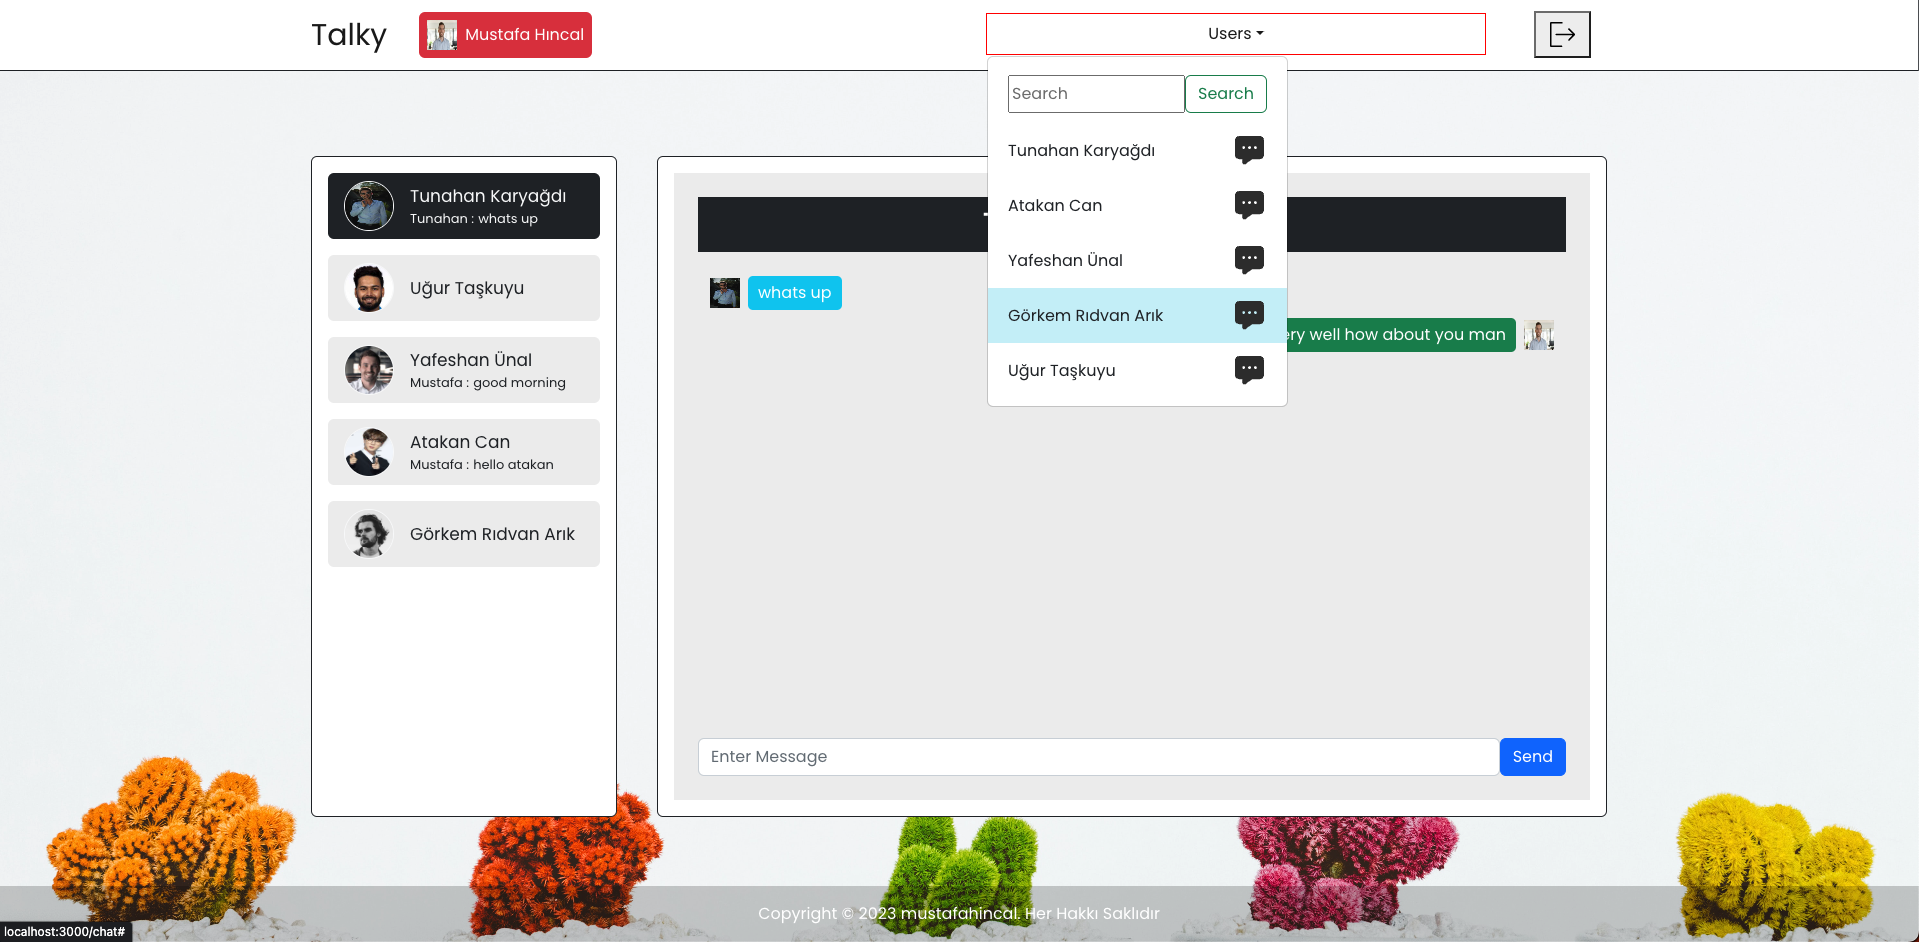 Talky
Mustafa Hıncal
Users
Search Search
Tunahan Karyağdı
Atakan Can
Yafeshan Ünal
Görkem Rıdvan Arık
Uğur Taşkuyu
Tunahan Karyağdı
Tunahan : whats up
Uğur Taşkuyu
Yafeshan Ünal
Mustafa : good morning
Atakan Can
Mustafa : hello atakan
Görkem Rıdvan Arık
whats up
well how about you man
Enter Message
Send
Copyright © 2023 mustafahincal. Her Hakkı Saklıdır
localhost:3000/chat#